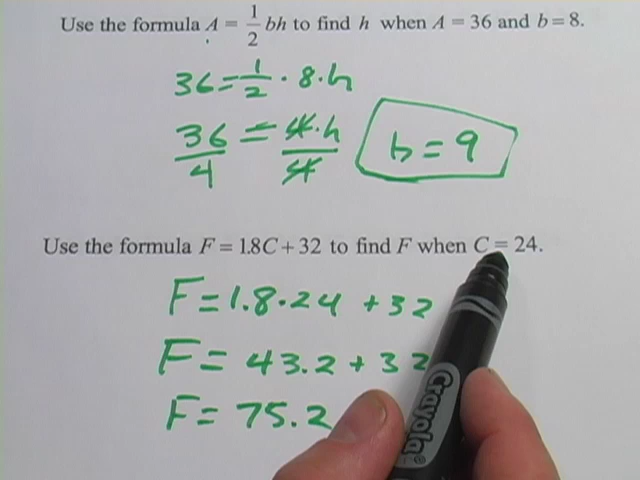 Use the formula A = 1/2 bh to find h when A = 36 and b = 8.
36 = 1/2 · 8 · h
36/4 = 4 · h/4
h = 9
Use the formula F = 1.8C + 32 to find F when C = 24.
F = 1.8 · 24 + 32
F = 43.2 + 32
F = 75.2
Crayola